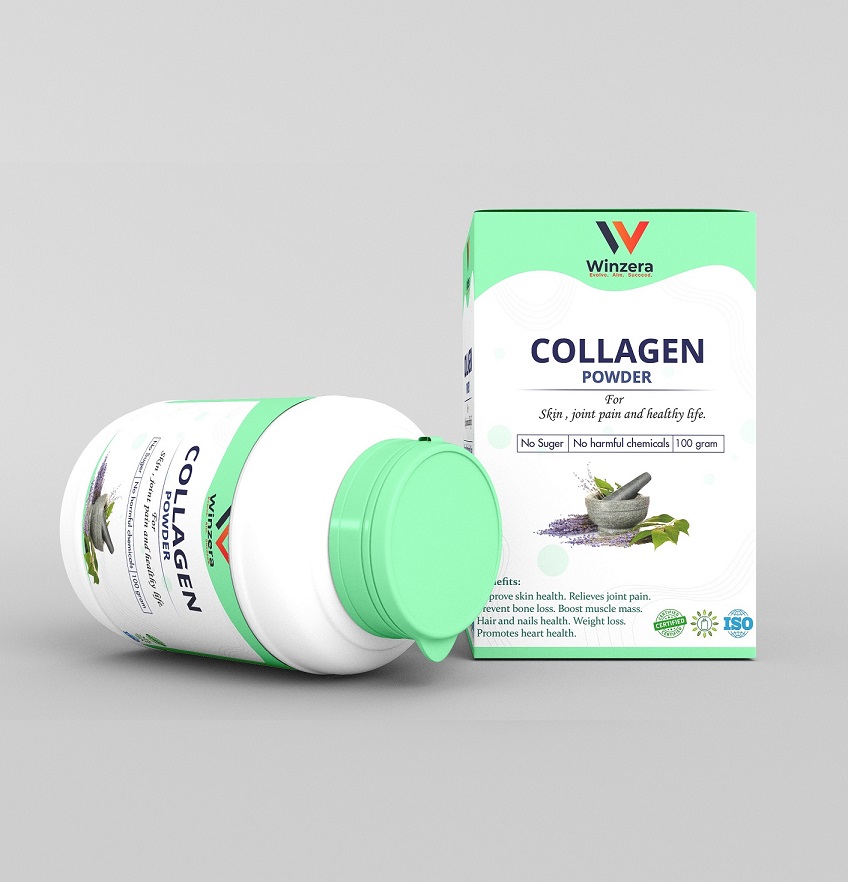 Winzera
Evolve. Aim. Succeed.
COLLAGEN
POWDER
For
Skin , joint pain and healthy life.
No Suger No harmful chemicals 100 gram
prove skin health. Relieves joint pain.
revent bone loss. Boost muscle mass.
Hair and nails health. Weight loss.
Promotes heart health.
CERTIFIED
ISO
Winzera
COLLAGEN
POWDER
For
Skin , joint pain and healthy life.
No Suger No harmful chemicals 100 gram